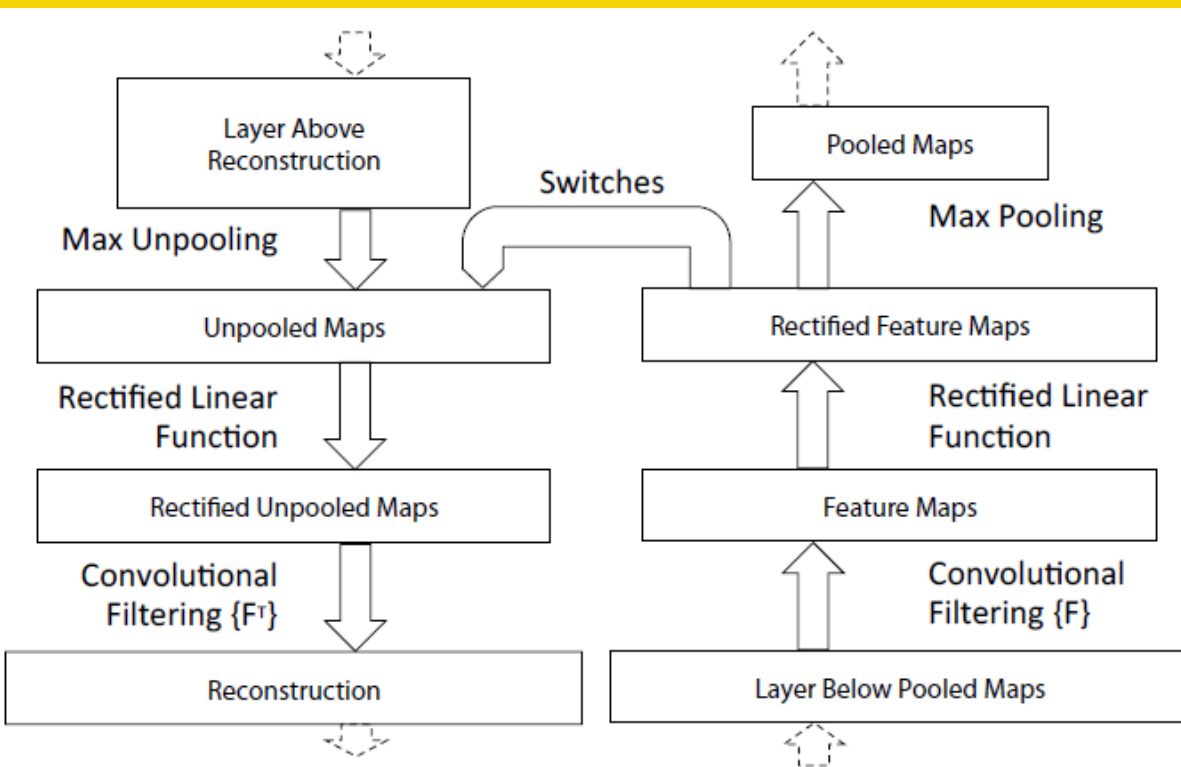 Layer Above
Reconstruction
Pooled Maps
Switches
Max Unpooling
Max Pooling
Unpooled Maps
Rectified Feature Maps
Rectified Linear
Function
Rectified Linear
Function
Rectified Unpooled Maps
Feature Maps
Convolutional
Filtering {Fᵀ}
Convolutional
Filtering {F}
Reconstruction
Layer Below Pooled Maps